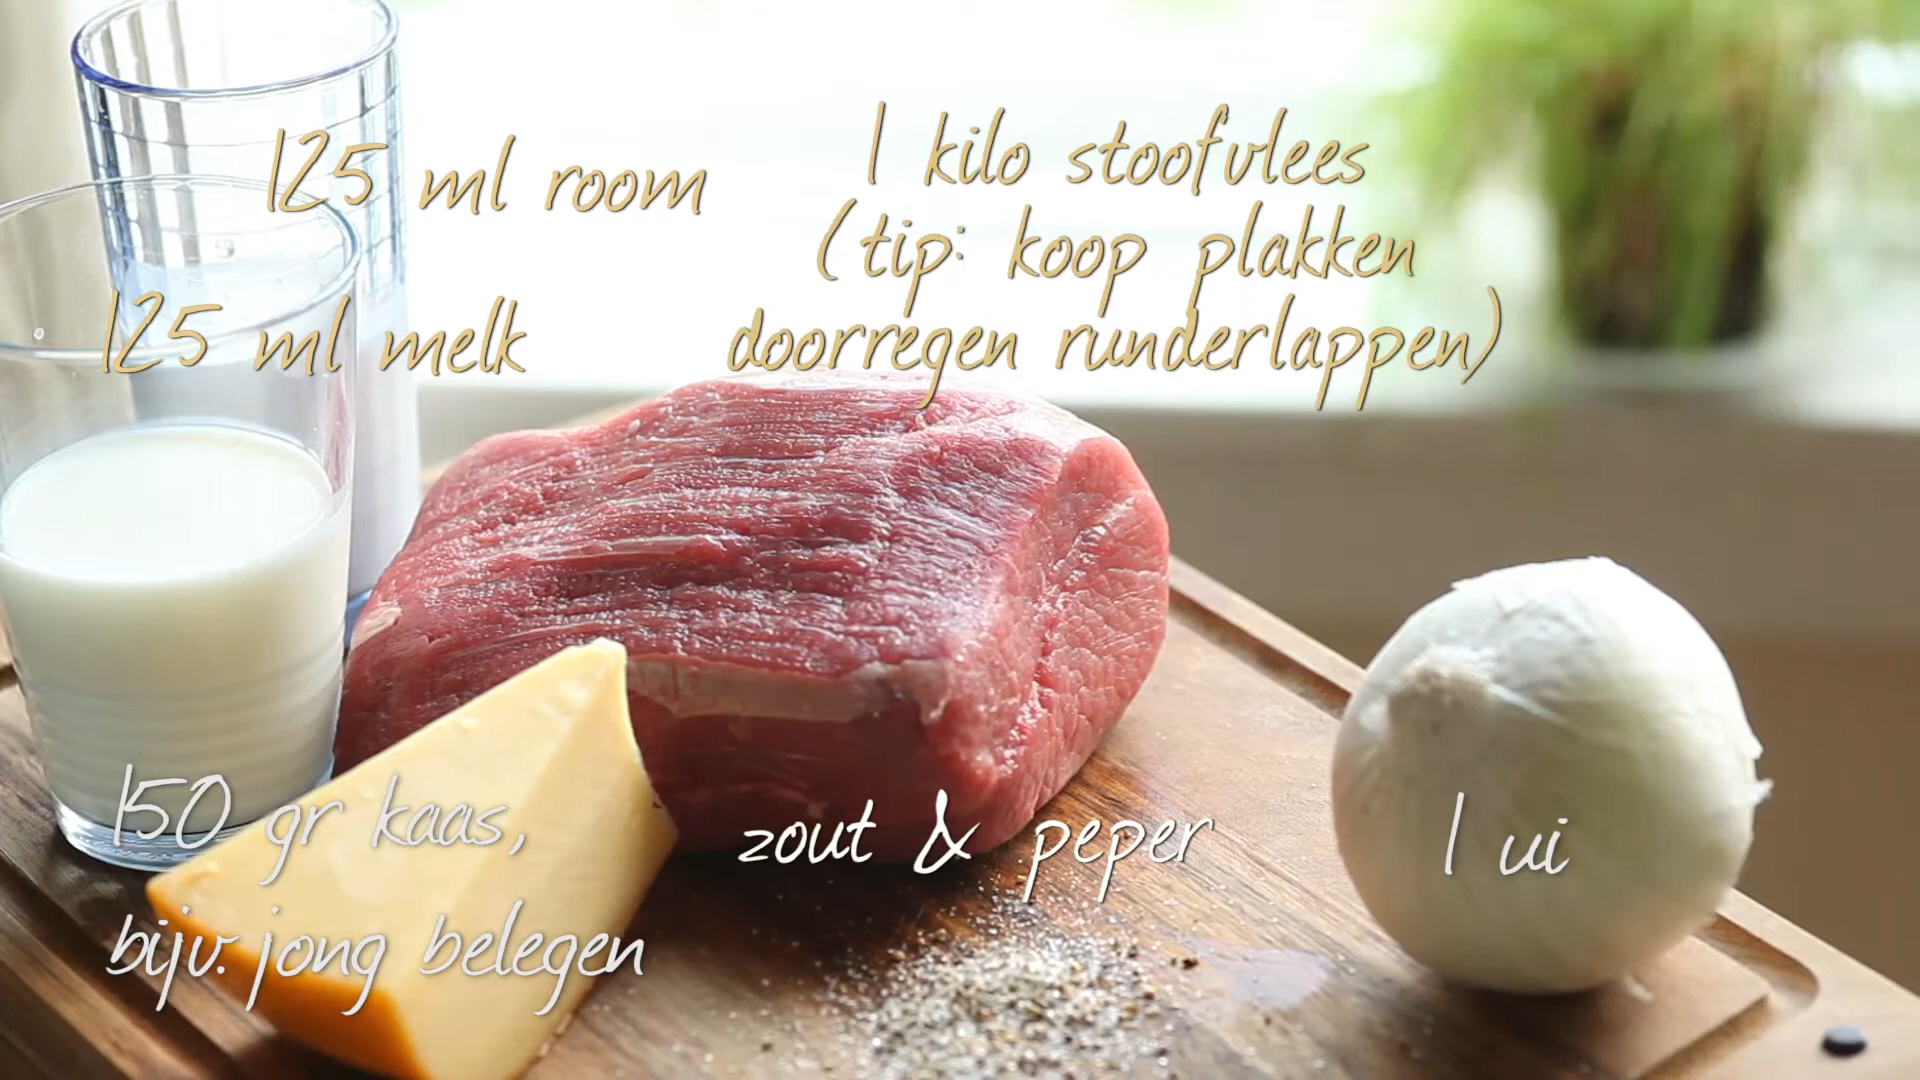 125 ml room
1 kilo stoofvlees
(tip: koop plakken
doorregen runderlappen)
125 ml melk
150 gr kaas,
bijv. jong belegen
zout & peper
1 ui